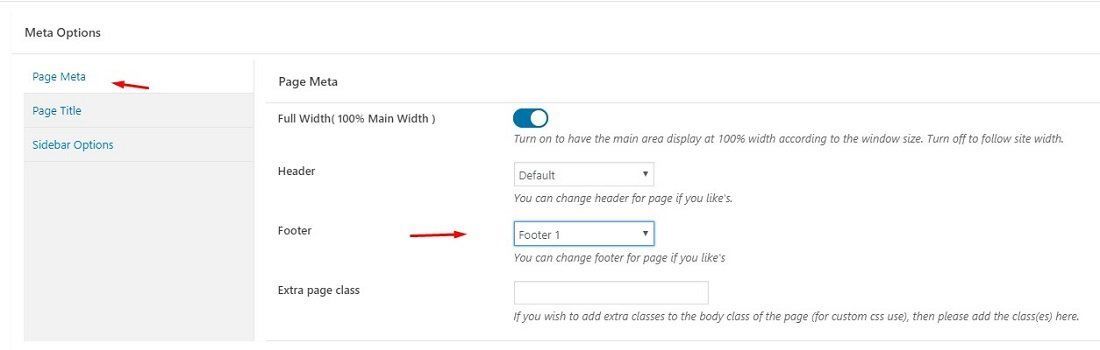 Meta Options
Page Meta
Page Title
Sidebar Options
Page Meta
Full Width( 100% Main Width )
Turn on to have the main area display at 100% width according to the window size. Turn off to follow site width.
Header
Default
You can change header for page if you like's.
Footer
Footer 1
You can change footer for page if you like's
Extra page class
If you wish to add extra classes to the body class of the page (for custom css use), then please add the class(es) here.